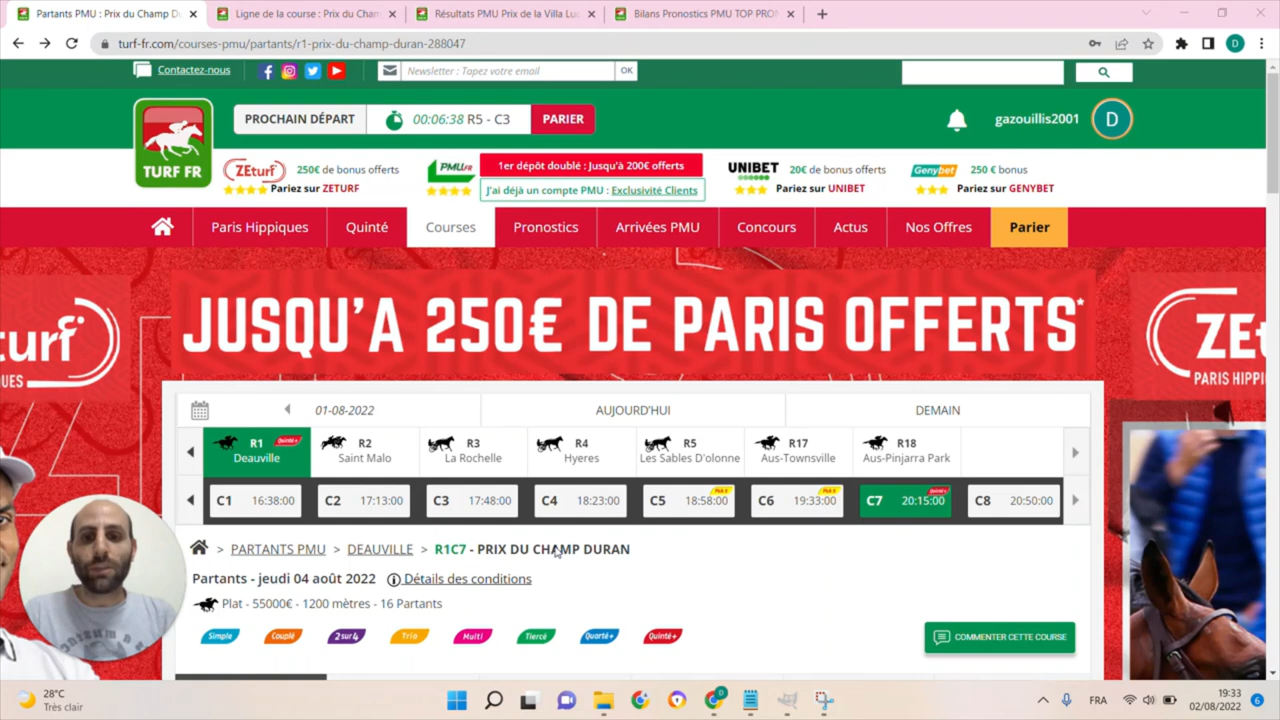 Partants PMU : Prix du Champ Du
Ligne de la course : Prix du Cham
Résultats PMU Prix de la Villa Luc
Bilans Pronostics PMU TOP PRON
turf-fr.com/courses-pmu/partants/r1-prix-du-champ-duran-288047
D
Contactez-nous
Newsletter : Tapez votre email
OK
TURF FR
PROCHAIN DÉPART
00:06:38 R5 - C3
PARIER
gazouillis2001
D
ZEturf
250€ de bonus offerts
Pariez sur ZETURF
PMU.FR
1er dépôt doublé : Jusqu'à 200€ offerts
J'ai déjà un compte PMU : Exclusivité Clients
UNIBET
20€ de bonus offerts
Pariez sur UNIBET
Genybet
250 € bonus
Pariez sur GENYBET
Paris Hippiques
Quinté
Courses
Pronostics
Arrivées PMU
Concours
Actus
Nos Offres
Parier
JUSQU'A 250€ DE PARIS OFFERTS*
turf
QUES
ZE
PARIS HIPPI
01-08-2022
AUJOURD'HUI
DEMAIN
R1 Quinté+
Deauville
R2
Saint Malo
R3
La Rochelle
R4
Hyeres
R5
Les Sables D'olonne
R17
Aus-Townsville
R18
Aus-Pinjarra Park
C1 16:38:00
C2 17:13:00
C3 17:48:00
C4 18:23:00
C5 18:58:00
C6 19:33:00
C7 20:15:00 Quinté+
C8 20:50:00
> PARTANTS PMU > DEAUVILLE > R1C7 - PRIX DU CHAMP DURAN
Partants - jeudi 04 août 2022 Détails des conditions
Plat - 55000€ - 1200 mètres - 16 Partants
Simple
Couplé
2sur4
Trio
Multi
Tiercé
Quarté+
Quinté+
COMMENTER CETTE COURSE
28°C
Très clair
FRA
19:33
02/08/2022
6